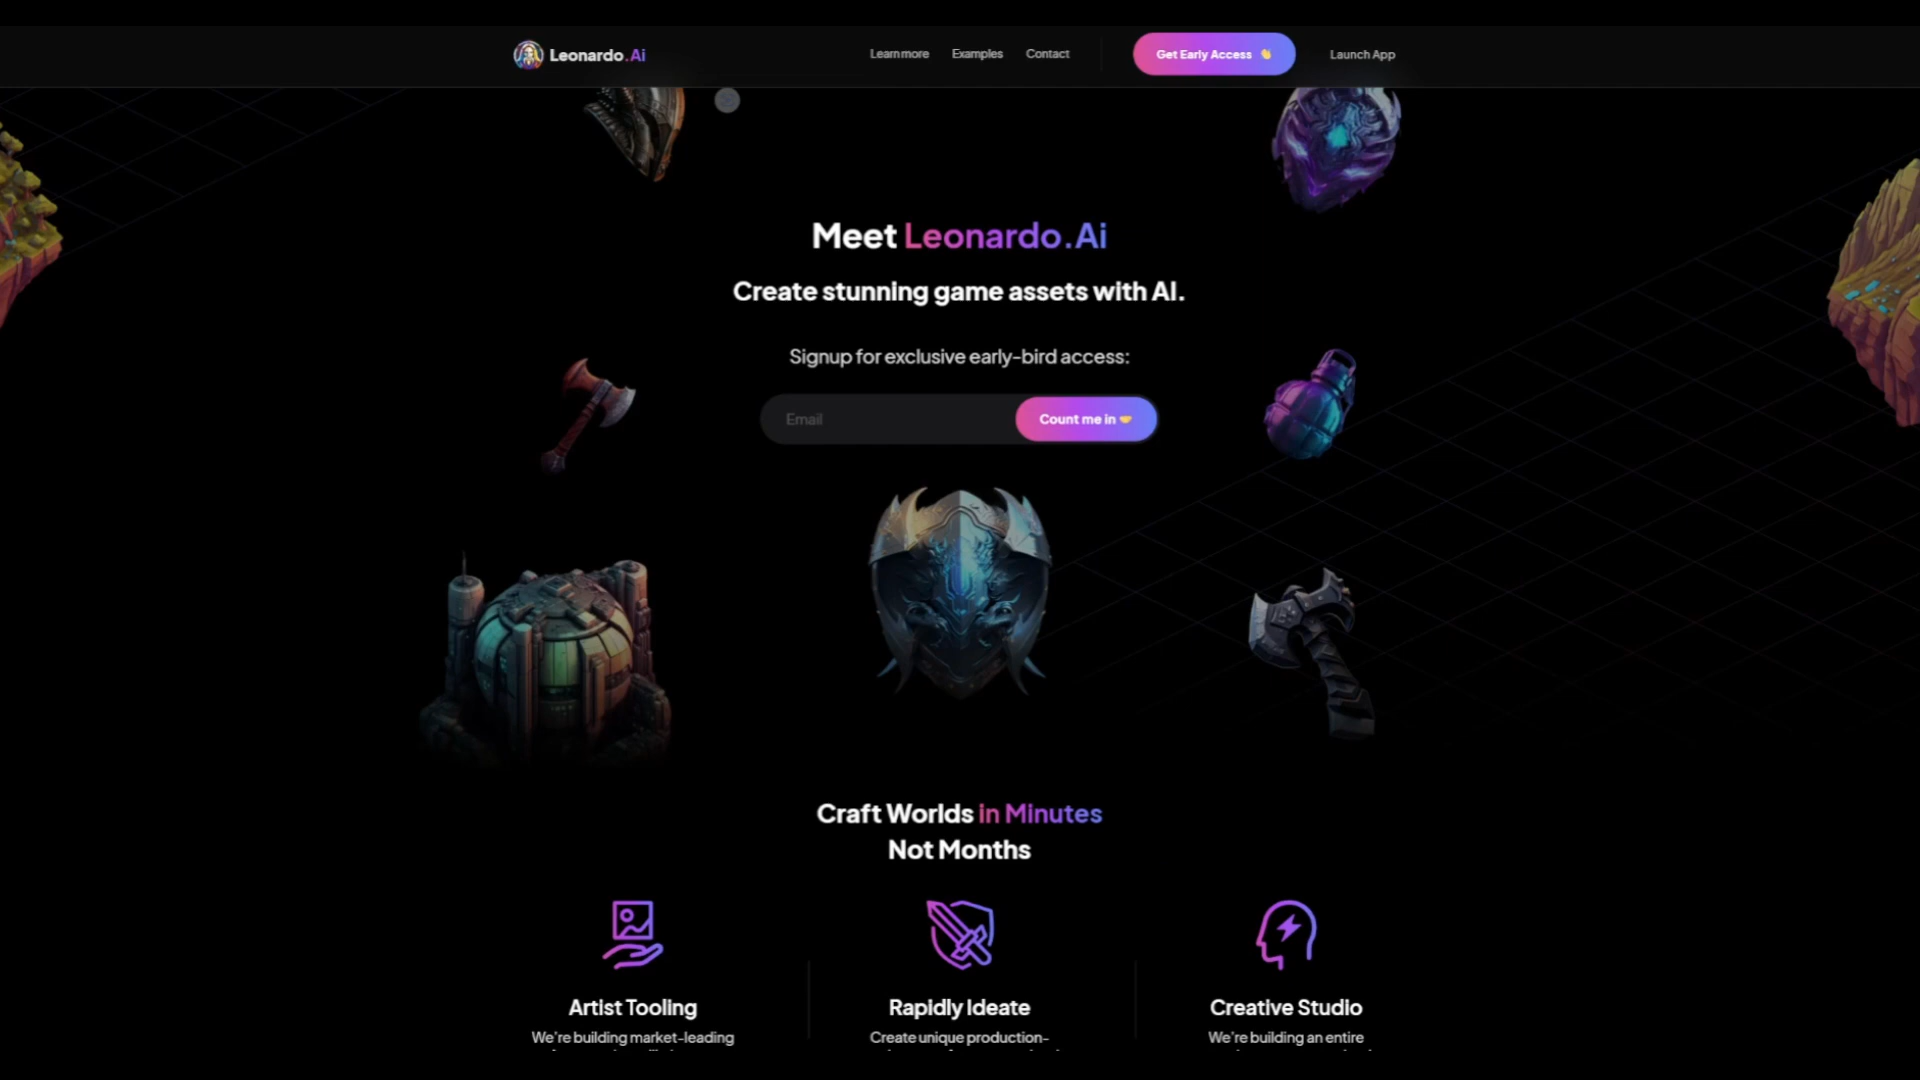 Leonardo.Ai
Learn more Examples Contact Get Early Access 👋 Launch App
Meet Leonardo.Ai
Create stunning game assets with AI.
Signup for exclusive early-bird access:
Email Count me in 🤝
Craft Worlds in Minutes
Not Months
Artist Tooling Rapidly Ideate Creative Studio
We're building market-leading Create unique production- We're building an entire